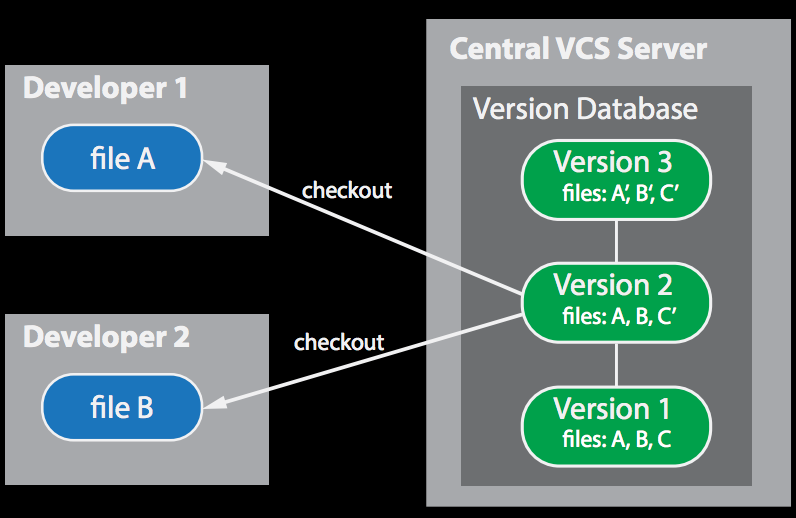 Developer 1
file A
checkout
Developer 2
file B
checkout
Central VCS Server
Version Database
Version 3
files: A’, B’, C’
Version 2
files: A, B, C’
Version 1
files: A, B, C